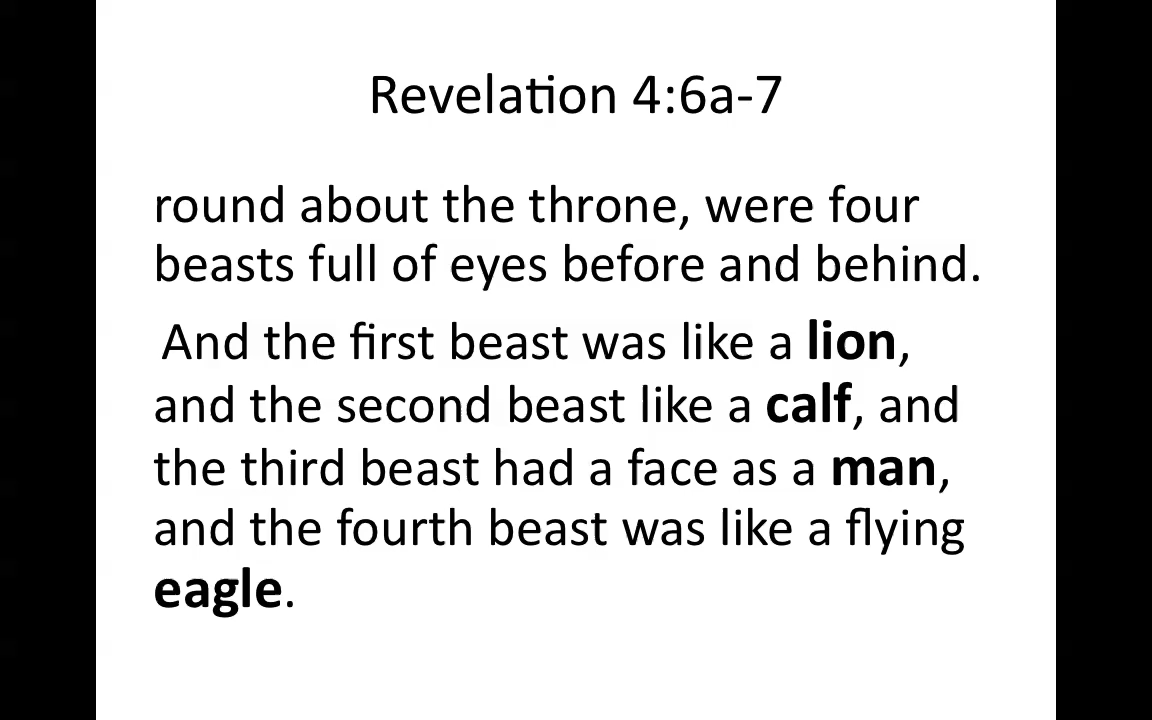 Revelation 4:6a-7
round about the throne, were four
beasts full of eyes before and behind.
And the first beast was like a lion,
and the second beast like a calf, and
the third beast had a face as a man,
and the fourth beast was like a flying
eagle.